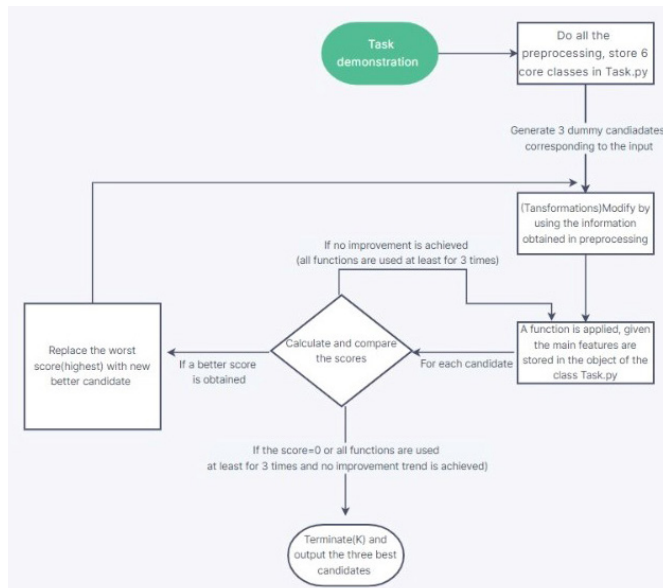 Task
demonstration
Do all the
preprocessing, store 6
core classes in Task.py
Generate 3 dummy candiadates
corresponding to the input
(Tansformations)Modify by
using the information
obtained in preprocessing
If no improvement is achieved
(all functions are used at least for 3 times)
A function is applied, given
the main features are
stored in the object of the
class Task.py
For each candidate
Calculate and compare
the scores
If a better score
is obtained
Replace the worst
score(highest) with new
better candidate
If the score=0 or all functions are used
at least for 3 times and no improvement trend is achieved)
Terminate(K) and
output the three best
candidates